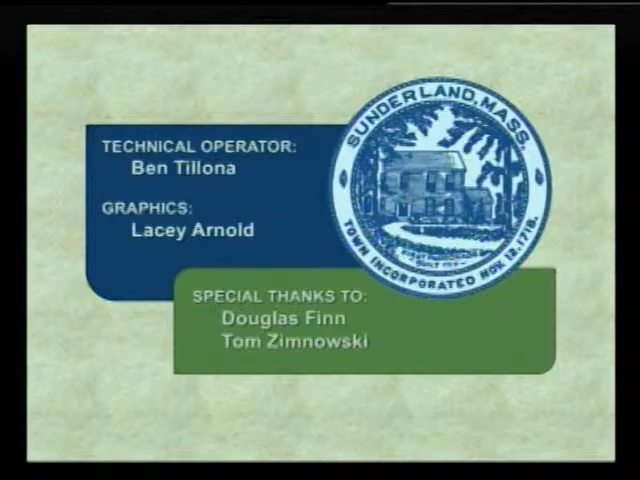 TECHNICAL OPERATOR:
Ben Tillona
GRAPHICS:
Lacey Arnold
SPECIAL THANKS TO:
Douglas Finn
Tom Zimnowski
SUNDERLAND, MASS.
TOWN INCORPORATED NOV. 12. 1718.